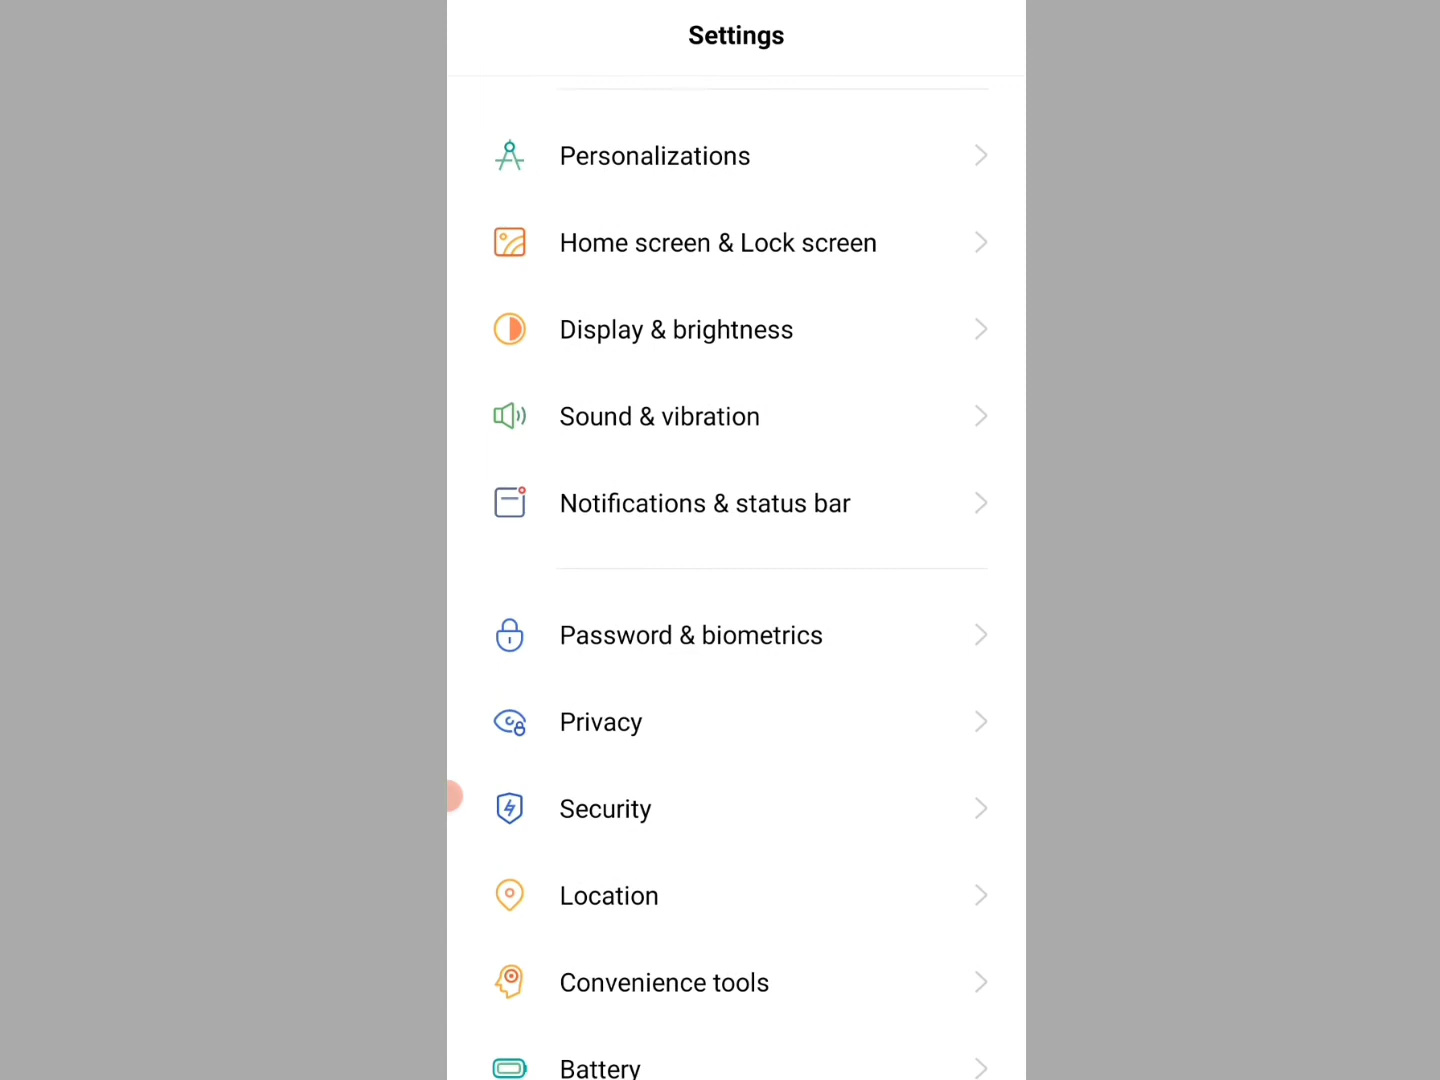 Settings
Personalizations
Home screen & Lock screen
Display & brightness
Sound & vibration
Notifications & status bar
Password & biometrics
Privacy
Security
Location
Convenience tools
Battery